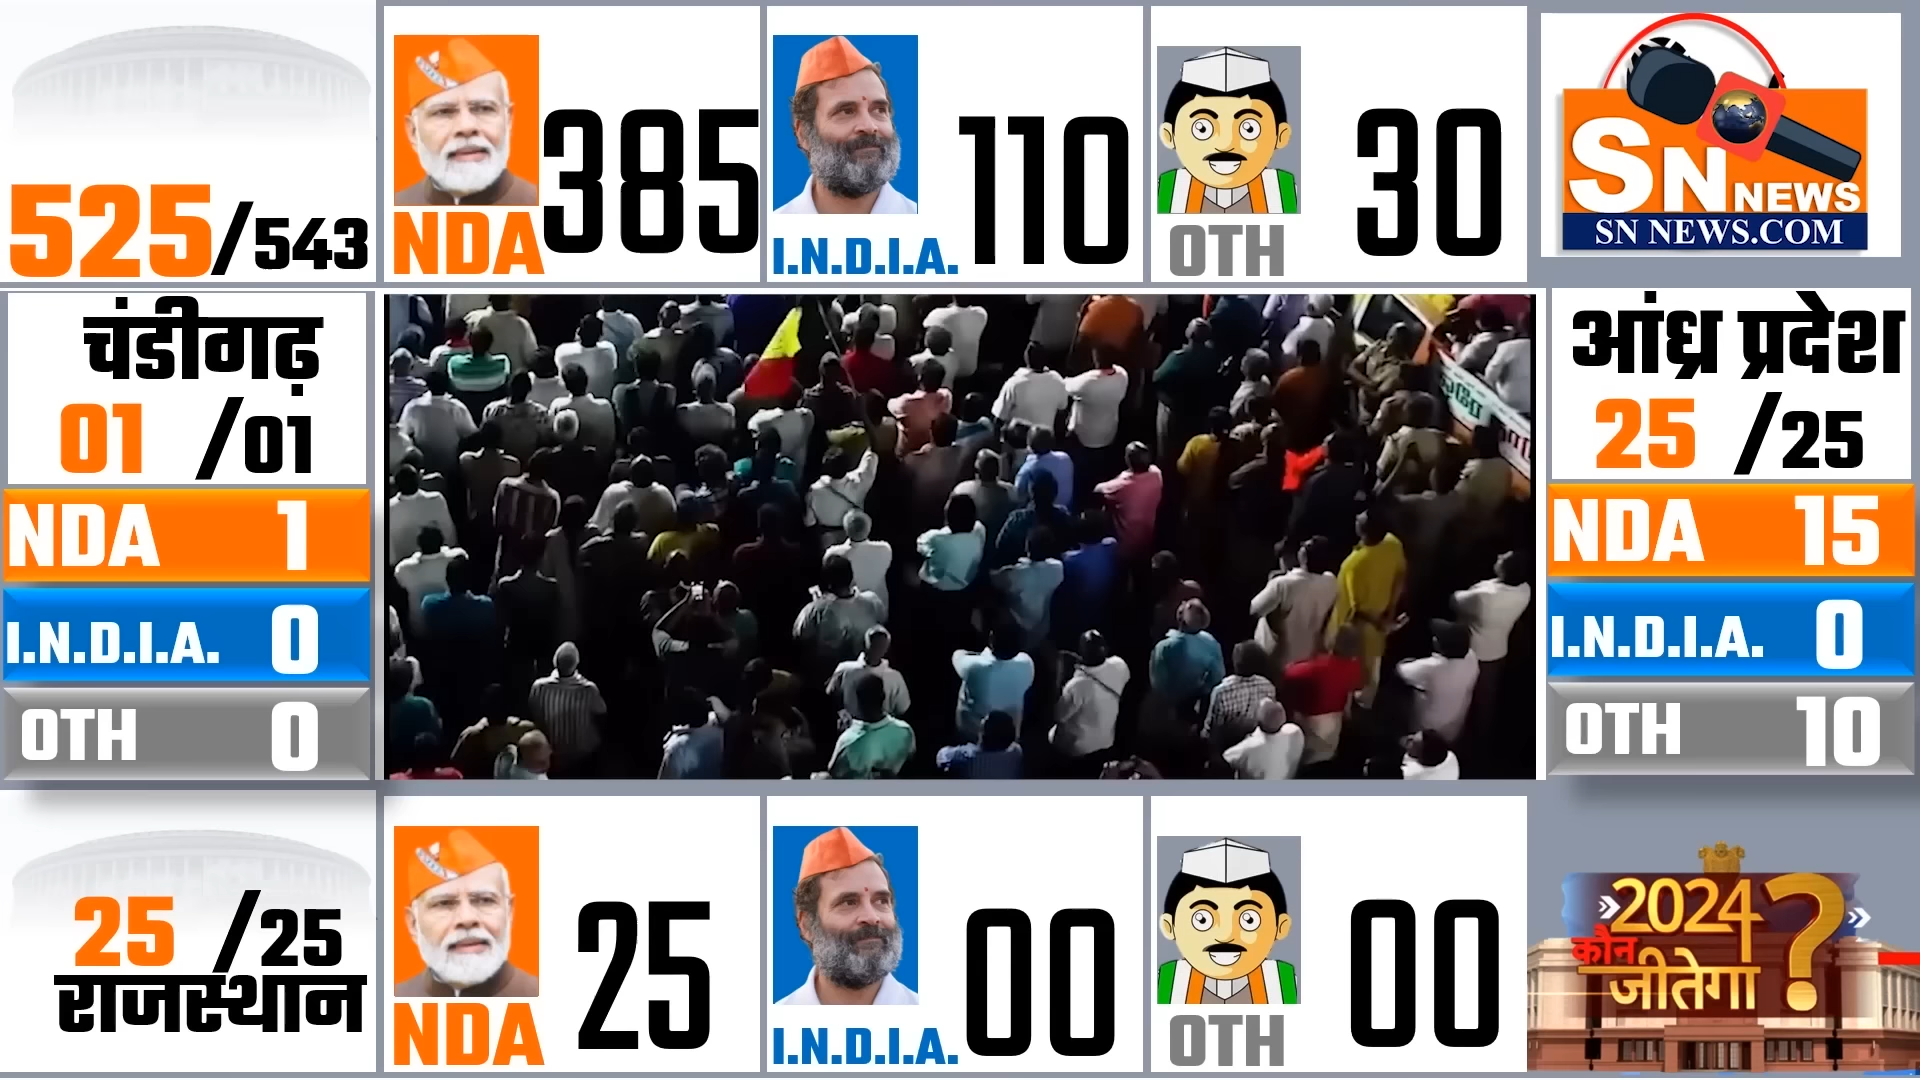 525/543
NDA 385
I.N.D.I.A. 110
OTH 30
SN NEWS
SN NEWS.COM
चंडीगढ़
01 /01
NDA 1
I.N.D.I.A. 0
OTH 0
आंध्र प्रदेश
25 /25
NDA 15
I.N.D.I.A. 0
OTH 10
25 /25
राजस्थान
NDA 25
I.N.D.I.A. 00
OTH 00
2024
कौन
जीतेगा ?